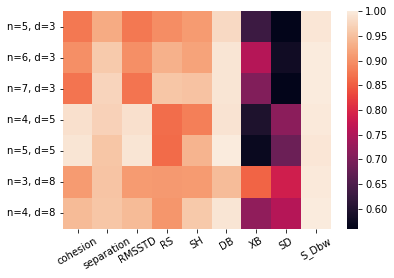 n=5, d=3
n=6, d=3
n=7, d=3
n=4, d=5
n=5, d=5
n=3, d=8
n=4, d=8
cohesion
separation
RMSSTD
RS
SH
DB
XB
SD
S_Dbw
1.00
0.95
0.90
0.85
0.80
0.75
0.70
0.65
0.60